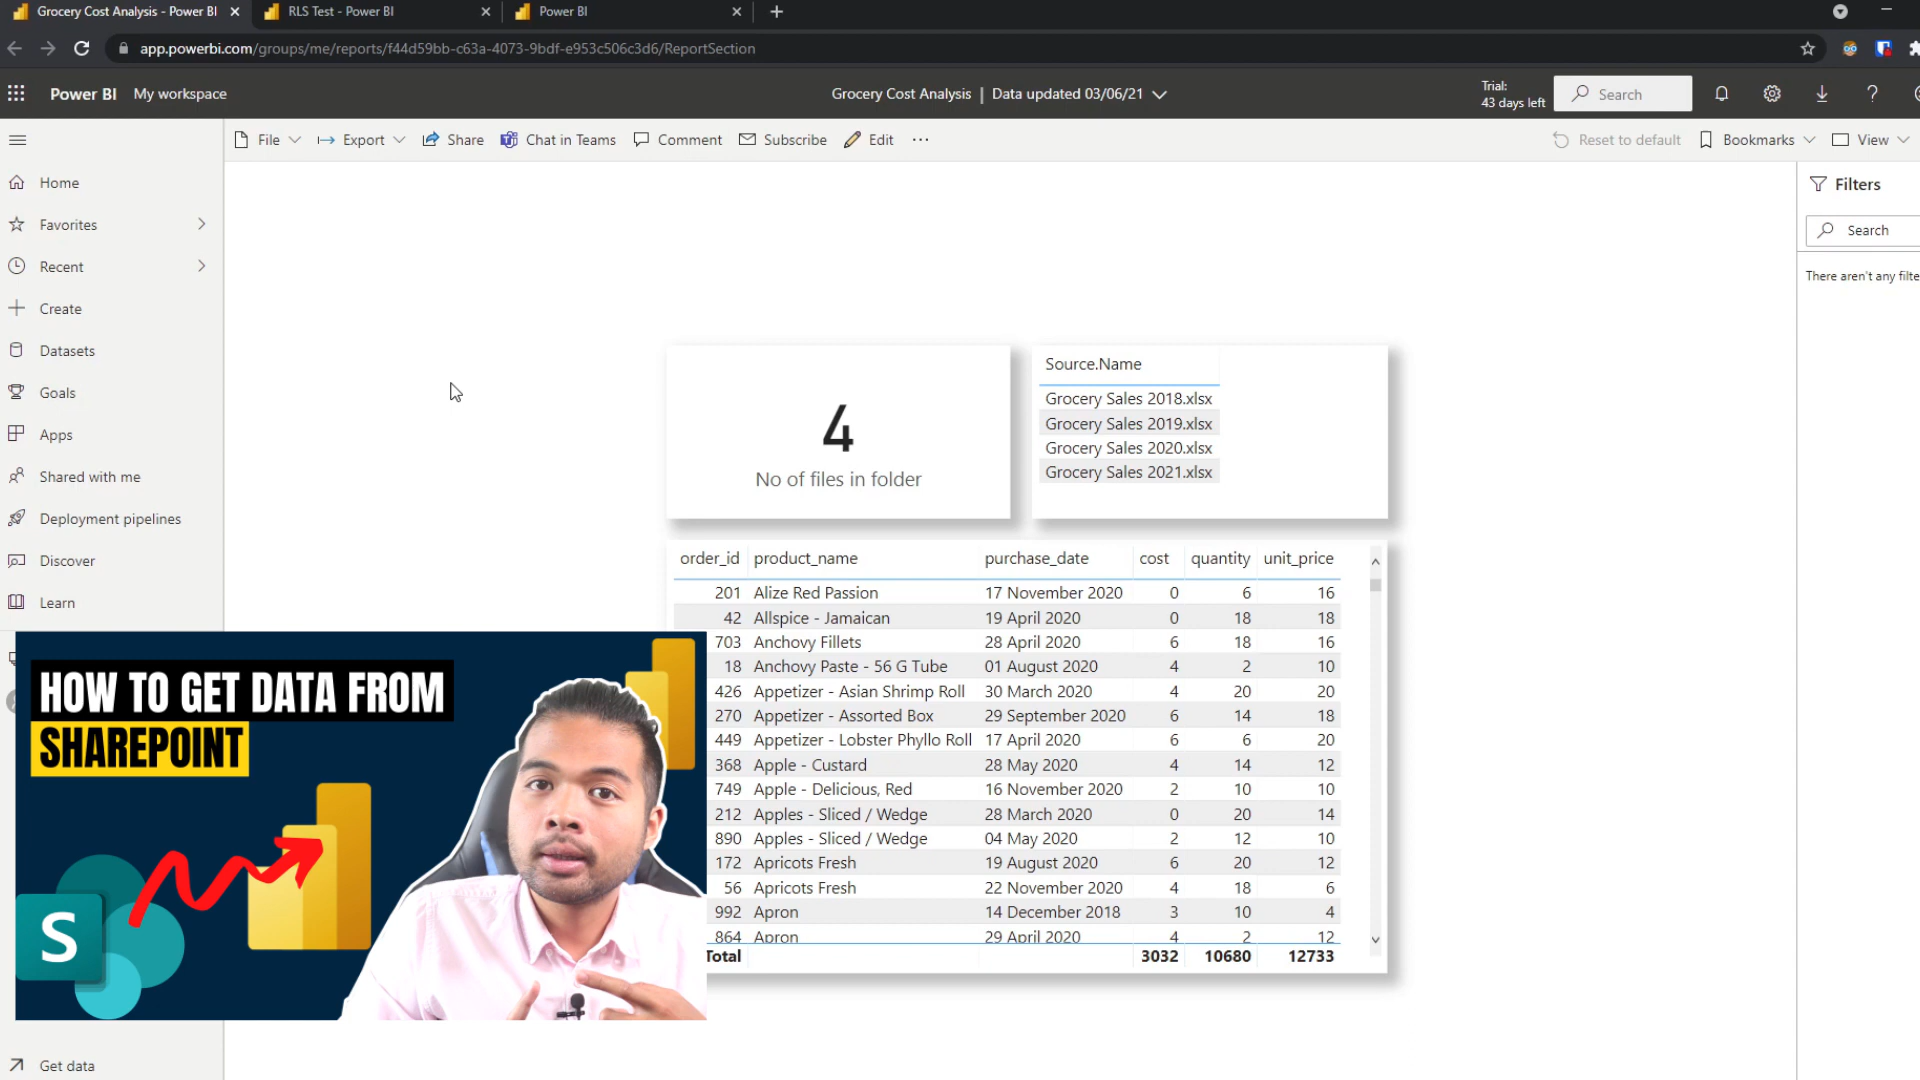 Grocery Cost Analysis - Power BI
RLS Test - Power BI
Power BI
app.powerbi.com/groups/me/reports/f44d59bb-c63a-4073-9bdf-e953c506c3d6/ReportSection
Power BI My workspace
Grocery Cost Analysis | Data updated 03/06/21
Trial:
43 days left
Search
File
Export
Share
Chat in Teams
Comment
Subscribe
Edit
Reset to default
Bookmarks
View
Home
Favorites
Recent
Create
Datasets
Goals
Apps
Shared with me
Deployment pipelines
Discover
Learn
Get data
Filters
Search
There aren't any filte
4
No of files in folder
Source.Name
Grocery Sales 2018.xlsx
Grocery Sales 2019.xlsx
Grocery Sales 2020.xlsx
Grocery Sales 2021.xlsx
order_id product_name purchase_date cost quantity unit_price
201 Alize Red Passion 17 November 2020 0 6 16
42 Allspice - Jamaican 19 April 2020 0 18 18
703 Anchovy Fillets 28 April 2020 6 18 16
18 Anchovy Paste - 56 G Tube 01 August 2020 4 2 10
426 Appetizer - Asian Shrimp Roll 30 March 2020 4 20 20
270 Appetizer - Assorted Box 29 September 2020 6 14 18
449 Appetizer - Lobster Phyllo Roll 17 April 2020 6 6 20
368 Apple - Custard 28 May 2020 4 14 12
749 Apple - Delicious, Red 16 November 2020 2 10 10
212 Apples - Sliced / Wedge 28 March 2020 0 20 14
890 Apples - Sliced / Wedge 04 May 2020 2 12 10
172 Apricots Fresh 19 August 2020 6 20 12
56 Apricots Fresh 22 November 2020 4 18 6
992 Apron 14 December 2018 3 10 4
864 Apron 29 April 2020 4 2 12
Total 3032 10680 12733
HOW TO GET DATA FROM
SHAREPOINT
S